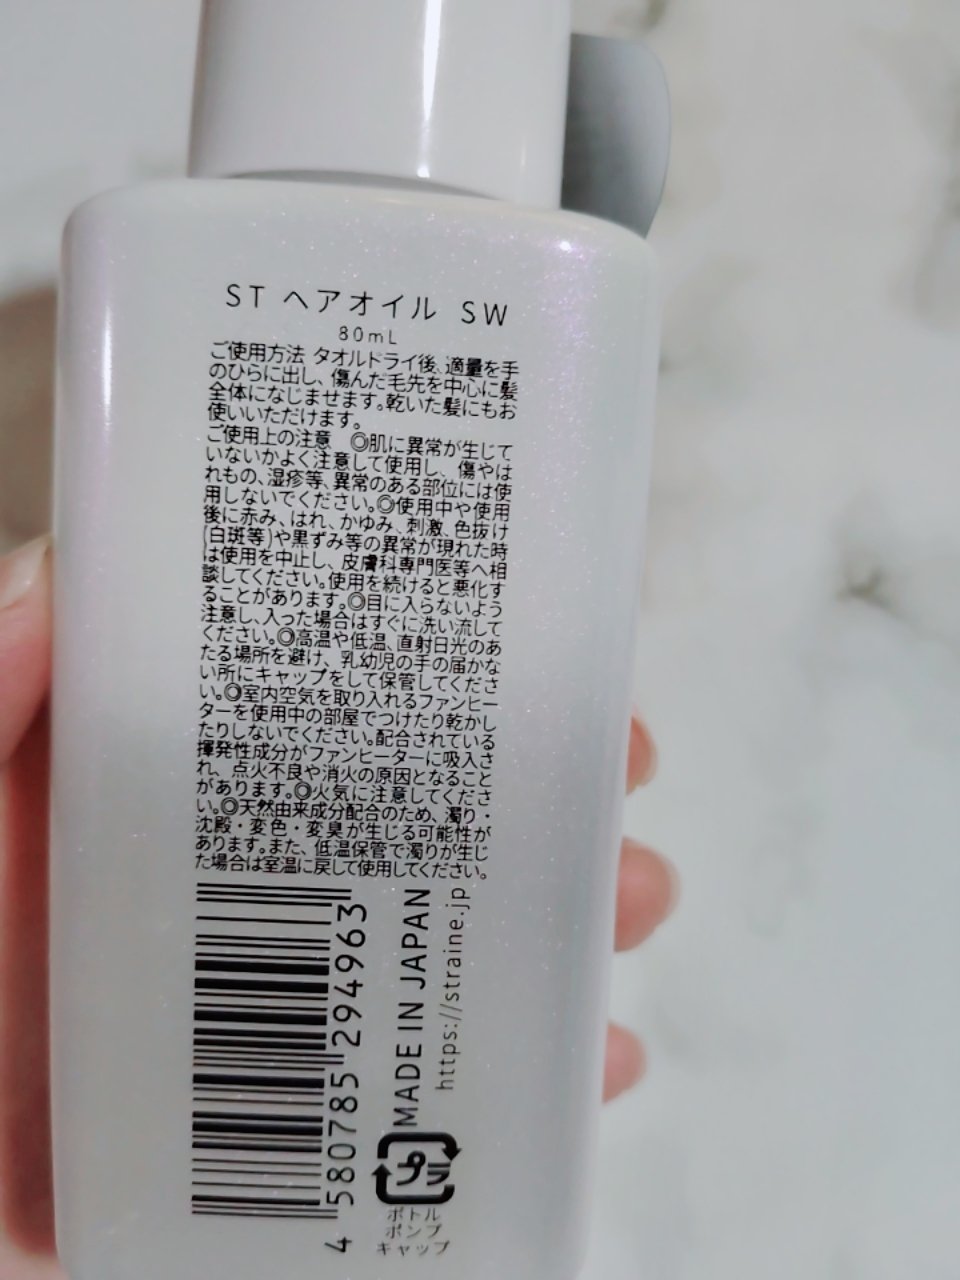 ST ヘアオイル SW
80mL
ご使用方法 タオルドライ後、適量を手
のひらに出し、傷んだ毛先を中心に髪
全体になじませます。乾いた髪にもお
使いいただけます。
ご使用上の注意 ◎肌に異常が生じて
いないかよく注意して使用し、傷やは
れもの、湿疹等、異常のある部位には使
用しないでください。◎使用中や使用
後に赤み、はれ、かゆみ、刺激、色抜け
(白斑等)や黒ずみ等の異常が現れた時
は使用を中止し、皮膚科専門医等へ相
談してください。使用を続けると悪化す
ることがあります。◎目に入らないよう
注意し、入った場合はすぐに洗い流して
ください。◎高温や低温、直射日光のあ
たる場所を避け、乳幼児の手の届かな
い所にキャップをして保管してくださ
い。◎室内空気を取り入れるファンヒー
ターを使用中の部屋でつけたり乾かし
たりしないでください。配合されている
揮発性成分がファンヒーターに吸入さ
れ、点火不良や消火の原因となること
があります。◎火気に注意してくださ
い。◎天然由来成分配合のため、濁り・
沈殿・変色・変臭が生じる可能性が
あります。また、低温保管で濁りが生じ
た場合は室温に戻して使用してください。
4 580785 294963
MADE IN JAPAN
https://straine.jp
プラ
ボトル
ポンプ
キャップ